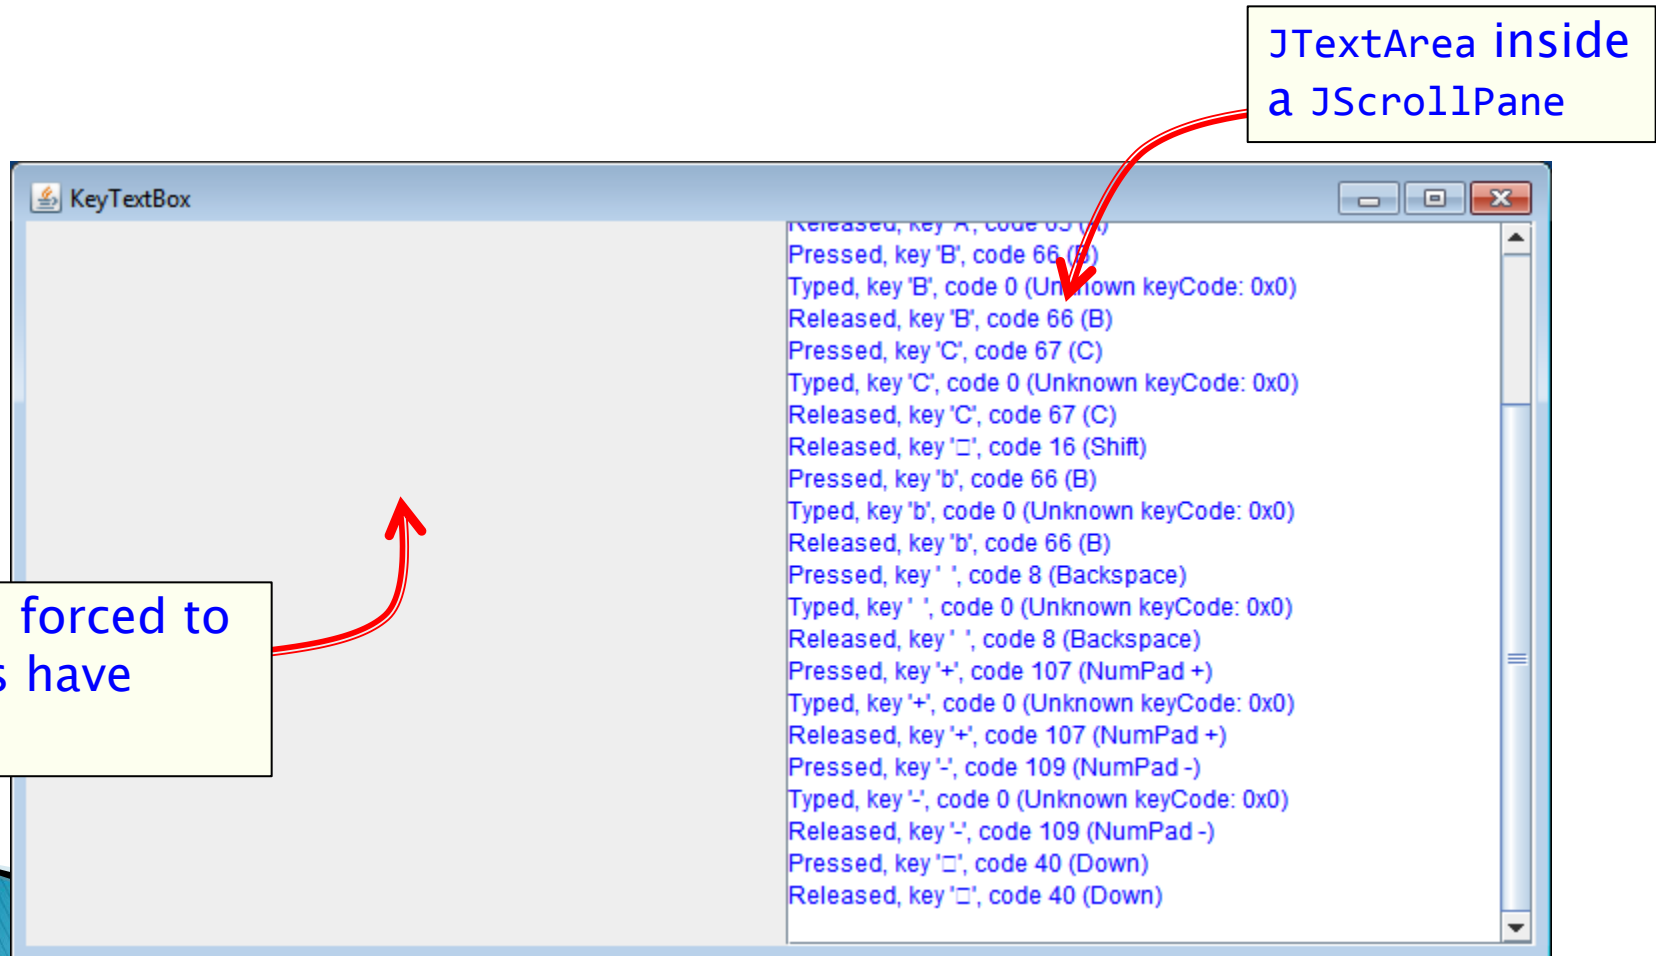 JTextArea inside
a JScrollPane
KeyTextBox
Released, key 'A', code 65 (A)
Pressed, key 'B', code 66 (B)
Typed, key 'B', code 0 (Unknown keyCode: 0x0)
Released, key 'B', code 66 (B)
Pressed, key 'C', code 67 (C)
Typed, key 'C', code 0 (Unknown keyCode: 0x0)
Released, key 'C', code 67 (C)
Released, key '□', code 16 (Shift)
Pressed, key 'b', code 66 (B)
Typed, key 'b', code 0 (Unknown keyCode: 0x0)
Released, key 'b', code 66 (B)
Pressed, key ' ', code 8 (Backspace)
Typed, key ' ', code 0 (Unknown keyCode: 0x0)
Released, key ' ', code 8 (Backspace)
Pressed, key '+', code 107 (NumPad +)
Typed, key '+', code 0 (Unknown keyCode: 0x0)
Released, key '+', code 107 (NumPad +)
Pressed, key '-', code 109 (NumPad -)
Typed, key '-', code 0 (Unknown keyCode: 0x0)
Released, key '-', code 109 (NumPad -)
Pressed, key '□', code 40 (Down)
Released, key '□', code 40 (Down)
forced to
s have